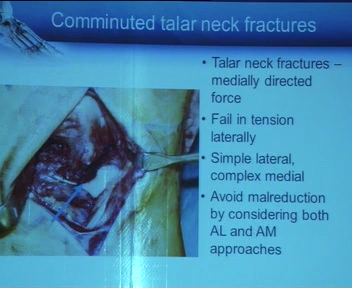 Comminuted talar neck fractures
• Talar neck fractures –
medially directed
force
• Fail in tension
laterally
• Simple lateral,
complex medial
• Avoid malreduction
by considering both
AL and AM
approaches